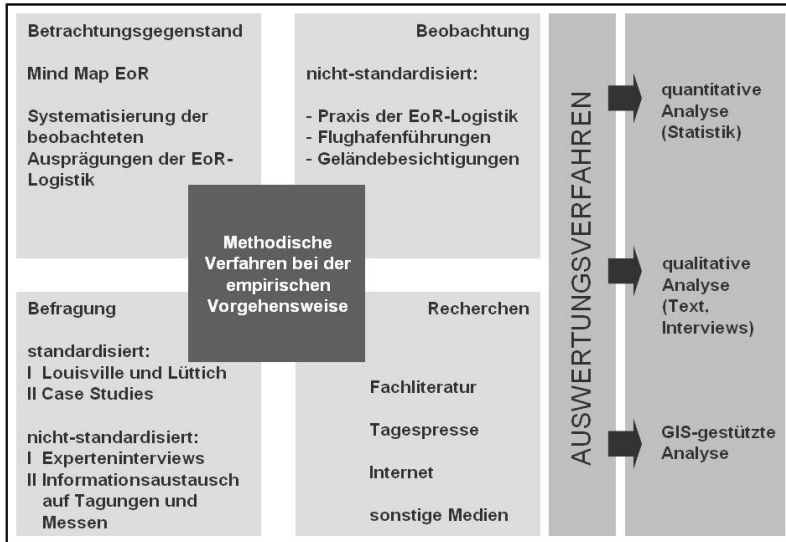 Betrachtungsgegenstand
Mind Map EoR
Systematisierung der
beobachteten
Ausprägungen der EoR-
Logistik
Beobachtung
nicht-standardisiert:
- Praxis der EoR-Logistik
- Flughafenführungen
- Geländebesichtigungen
Methodische
Verfahren bei der
empirischen
Vorgehensweise
Befragung
standardisiert:
I Louisville und Lüttich
II Case Studies
nicht-standardisiert:
I Experteninterviews
II Informationsaustausch
auf Tagungen und
Messen
Recherchen
Fachliteratur
Tagespresse
Internet
sonstige Medien
AUSWERTUNGSVERFAHREN
quantitative
Analyse
(Statistik)
qualitative
Analyse
(Text,
Interviews)
GIS-gestützte
Analyse